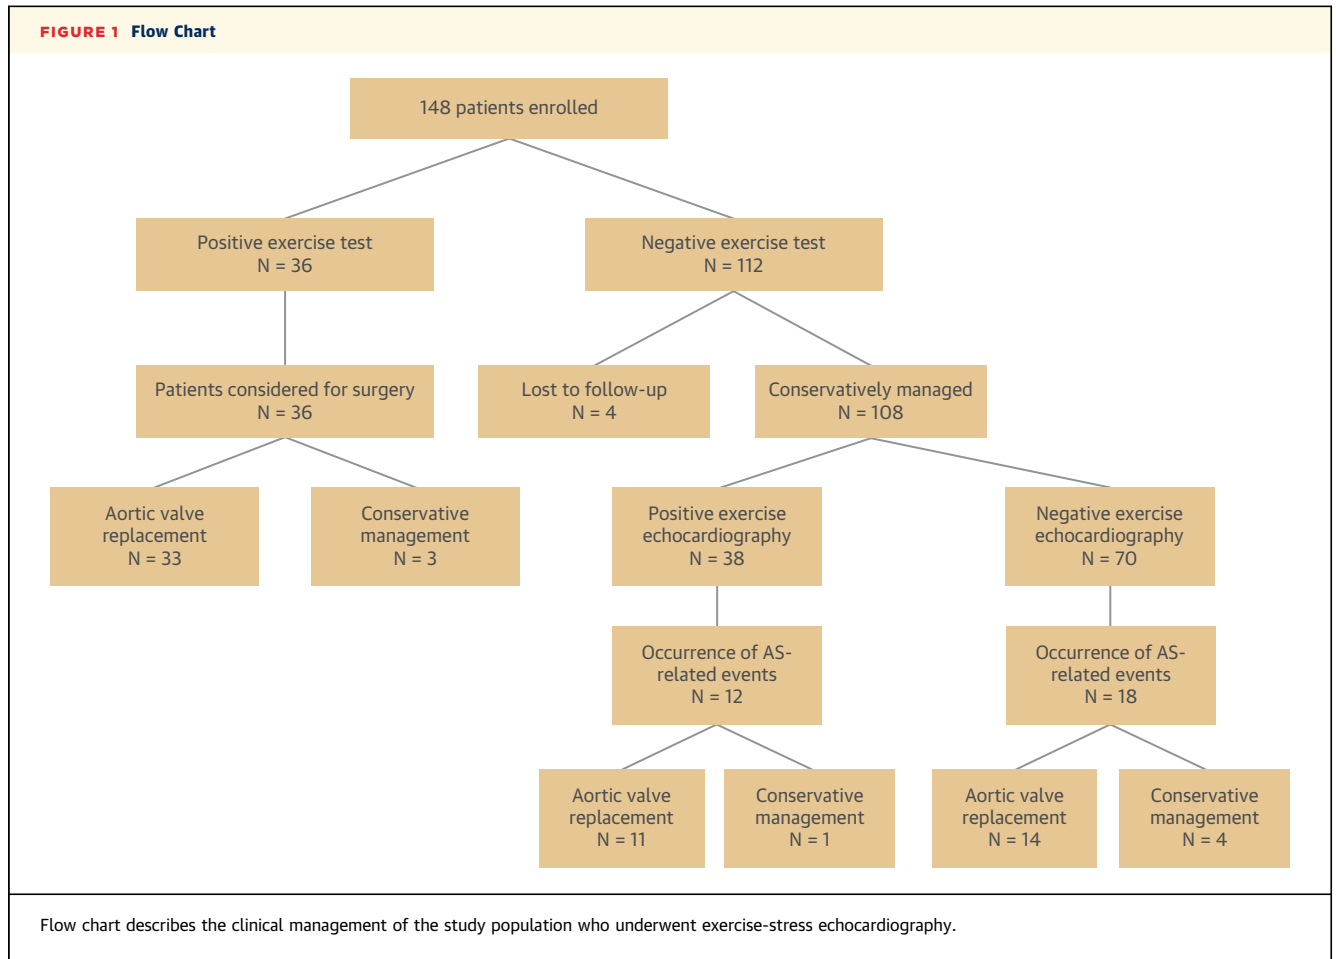 FIGURE 1 Flow Chart
148 patients enrolled
Positive exercise test
N = 36
Negative exercise test
N = 112
Patients considered for surgery
N = 36
Lost to follow-up
N = 4
Conservatively managed
N = 108
Aortic valve
replacement
N = 33
Conservative
management
N = 3
Positive exercise
echocardiography
N = 38
Negative exercise
echocardiography
N = 70
Occurrence of AS-
related events
N = 12
Occurrence of AS-
related events
N = 18
Aortic valve
replacement
N = 11
Conservative
management
N = 1
Aortic valve
replacement
N = 14
Conservative
management
N = 4
Flow chart describes the clinical management of the study population who underwent exercise-stress echocardiography.